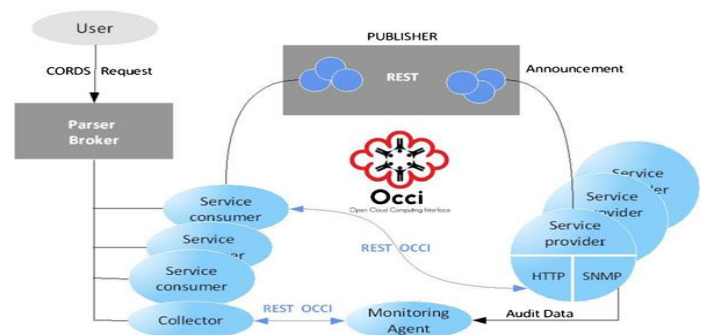 User
PUBLISHER
CORDS Request
REST
Announcement
Parser
Broker
Occi
Open Cloud Computing Interface
Service
Service
consumer
Service
Service
provider
REST OCCI
Service
consumer
HTTP SNMP
REST OCCI
Collector
Monitoring
Agent
Audit Data